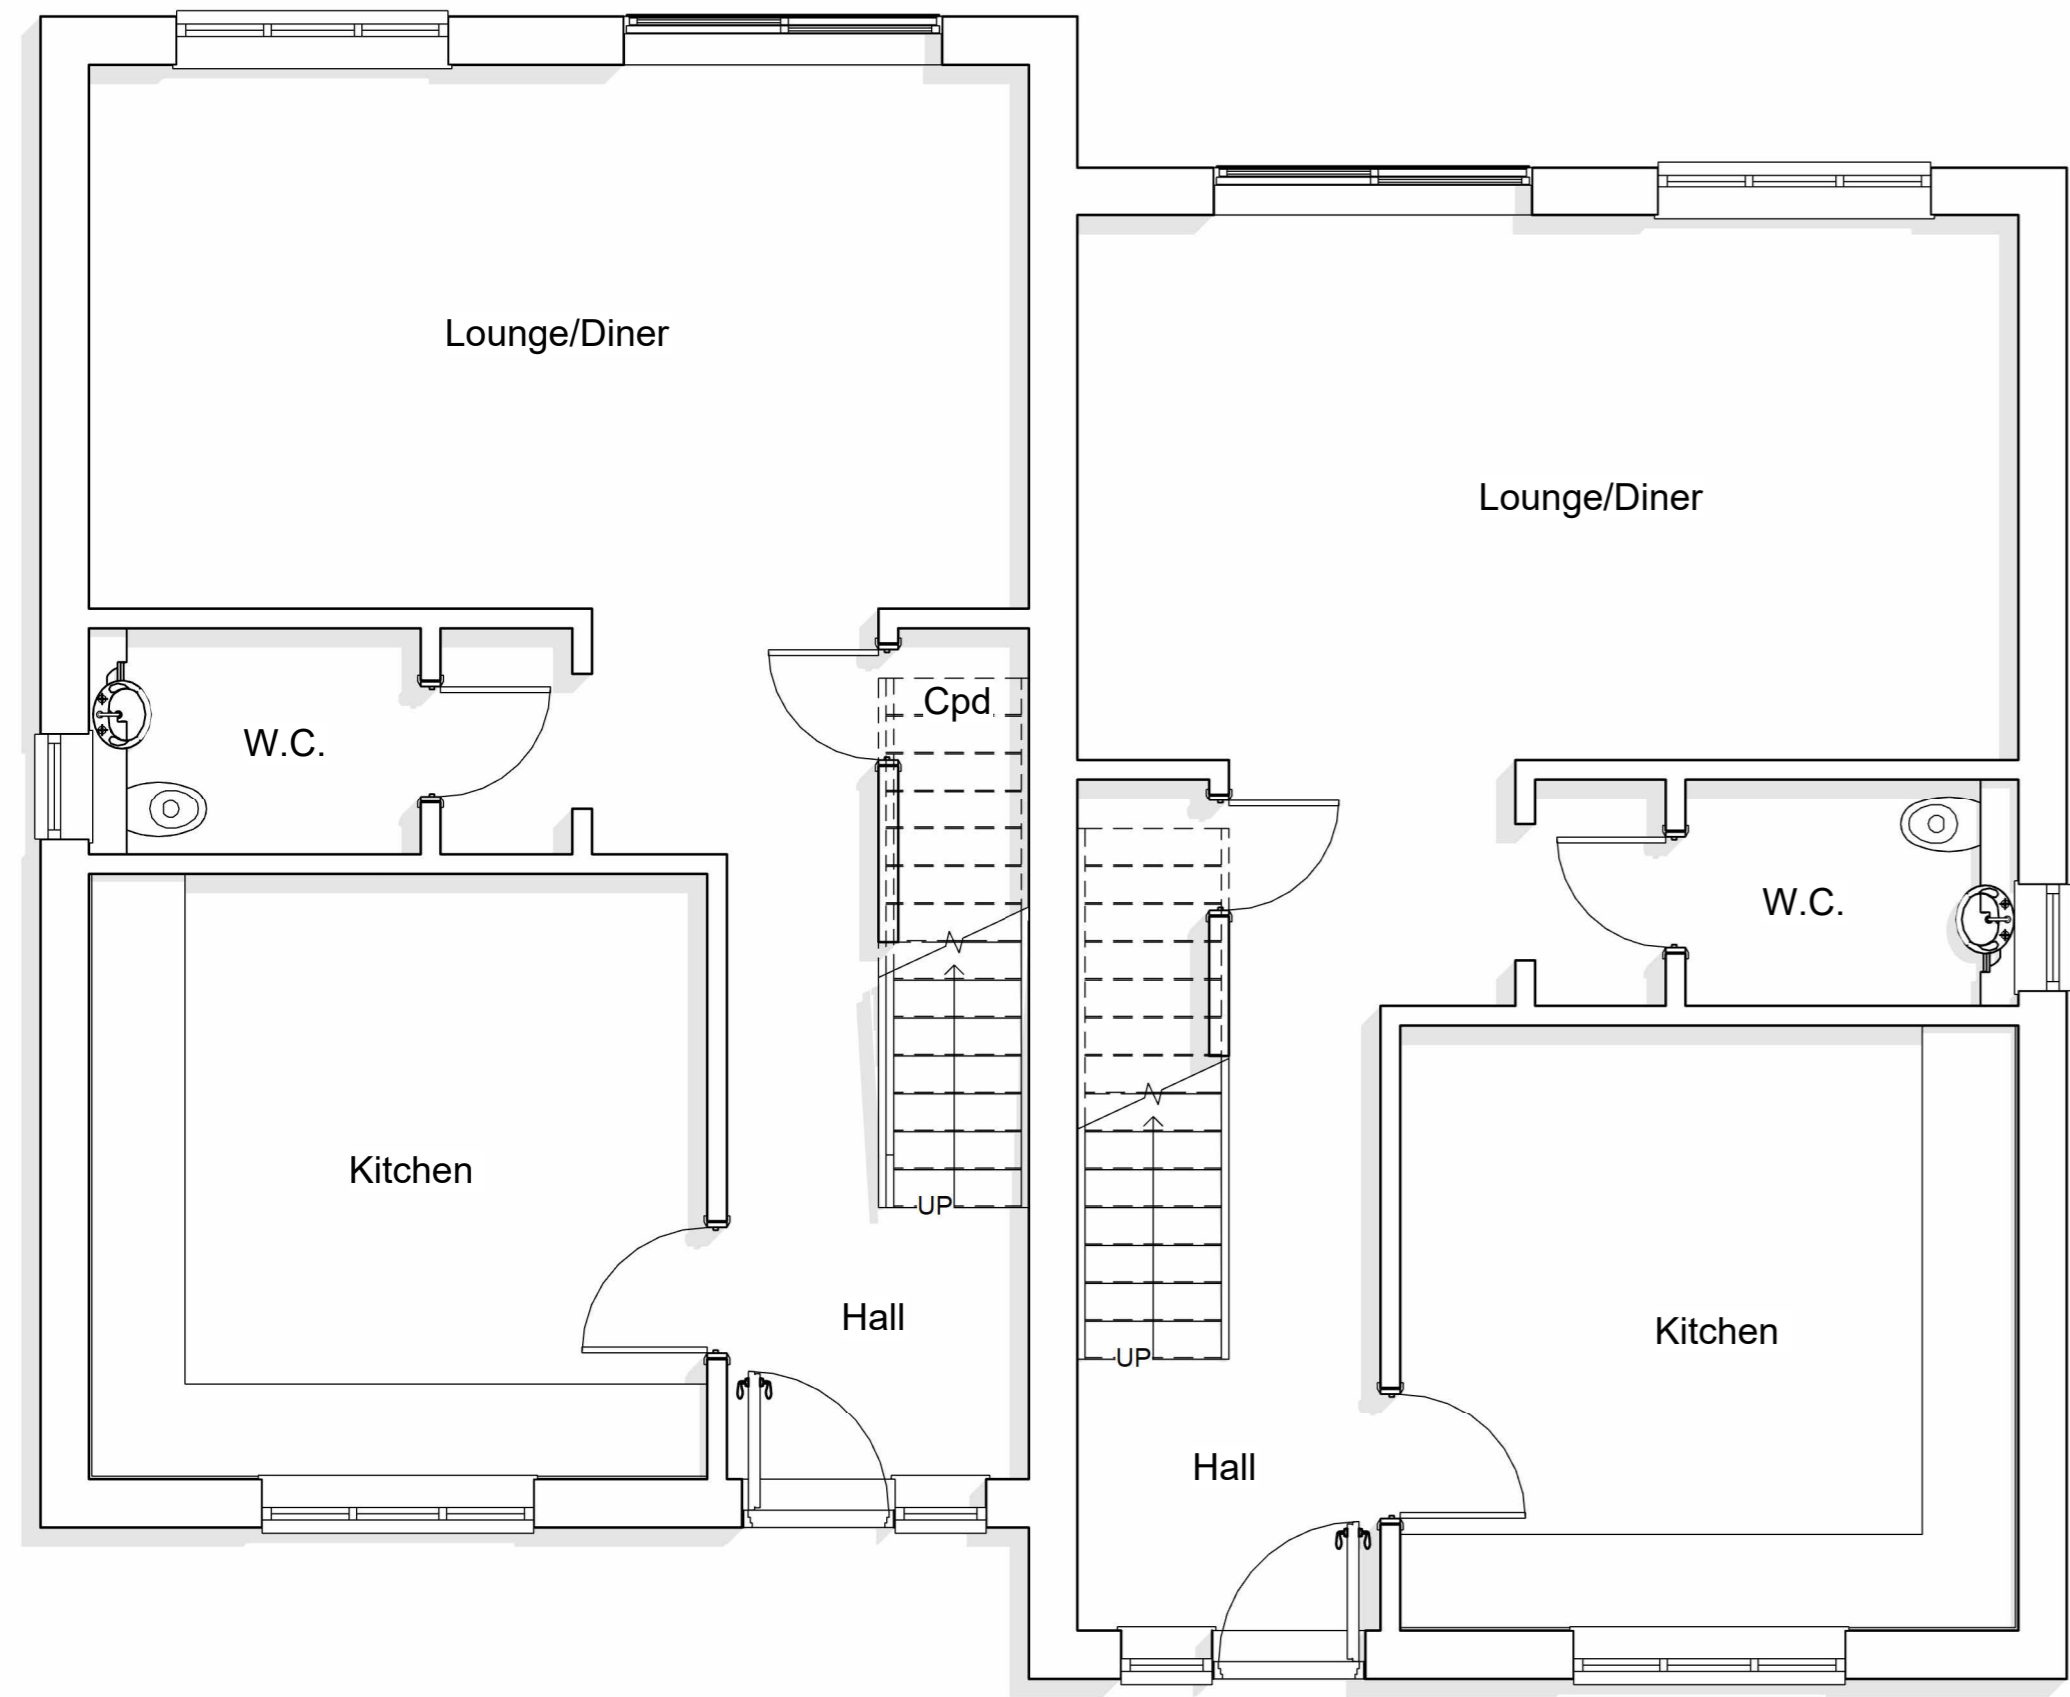 Lounge/Diner
Lounge/Diner
Cpd
W.C.
W.C.
Kitchen
UP
Hall
Kitchen
UP
Hall